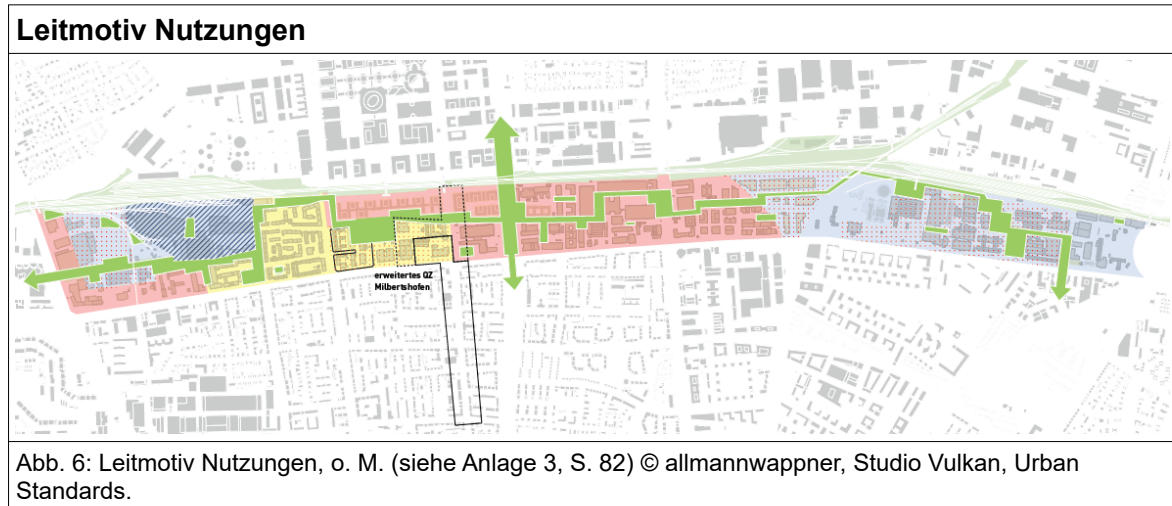 Leitmotiv Nutzungen
erweitertes QZ
Milbertshofen
Abb. 6: Leitmotiv Nutzungen, o. M. (siehe Anlage 3, S. 82) © allmannwappner, Studio Vulkan, Urban
Standards.